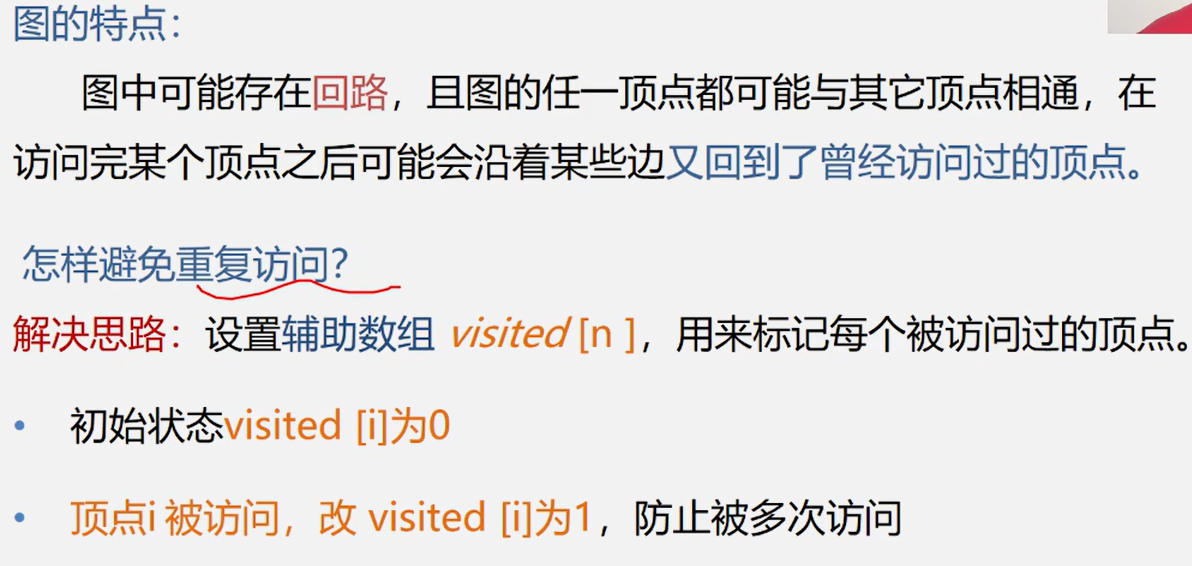 图的特点：
图中可能存在回路，且图的任一顶点都可能与其它顶点相通，在
访问完某个顶点之后可能会沿着某些边又回到了曾经访问过的顶点。
怎样避免重复访问？
解决思路：设置辅助数组 visited [n ]，用来标记每个被访问过的顶点。
• 初始状态visited [i]为0
• 顶点i 被访问，改 visited [i]为1，防止被多次访问